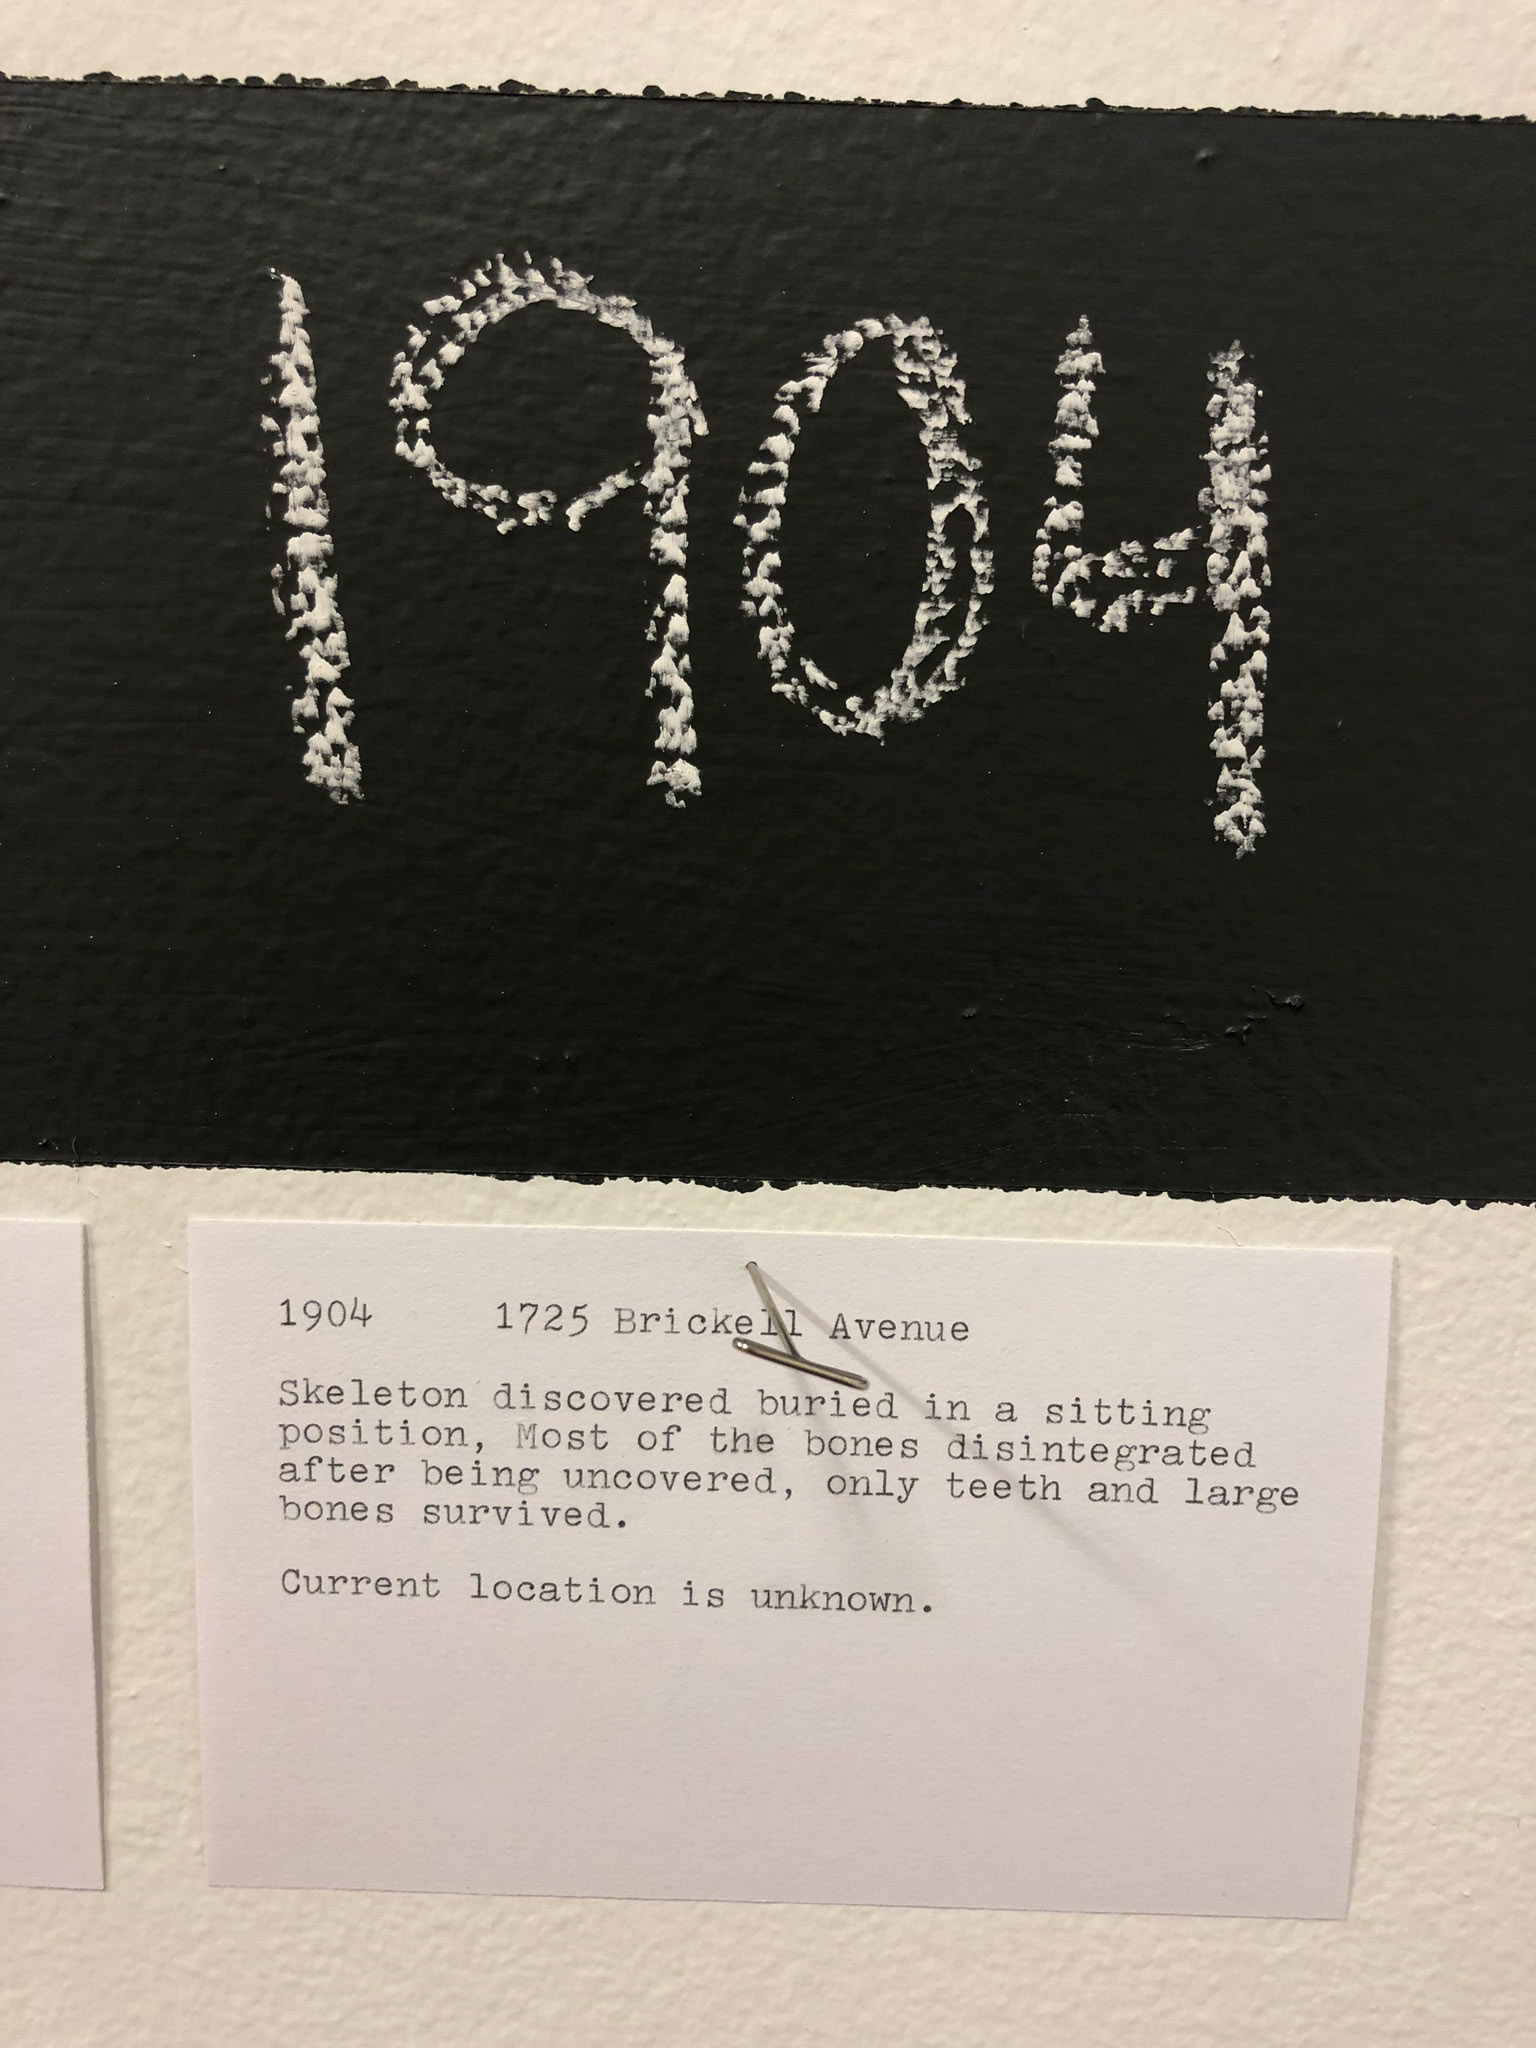 1904
1904 1725 Brickell Avenue
Skeleton discovered buried in a sitting
position, Most of the bones disintegrated
after being uncovered, only teeth and large
bones survived.
Current location is unknown.